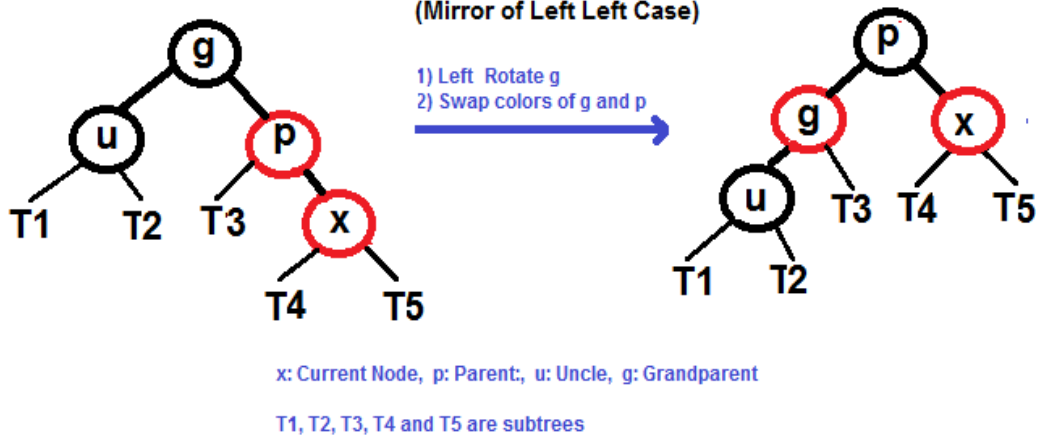 (Mirror of Left Left Case)
g
u
p
x
T1
T2
T3
T4
T5
1) Left Rotate g
2) Swap colors of g and p
p
g
x
u
T3
T4
T5
T1
T2
x: Current Node, p: Parent:, u: Uncle, g: Grandparent
T1, T2, T3, T4 and T5 are subtrees